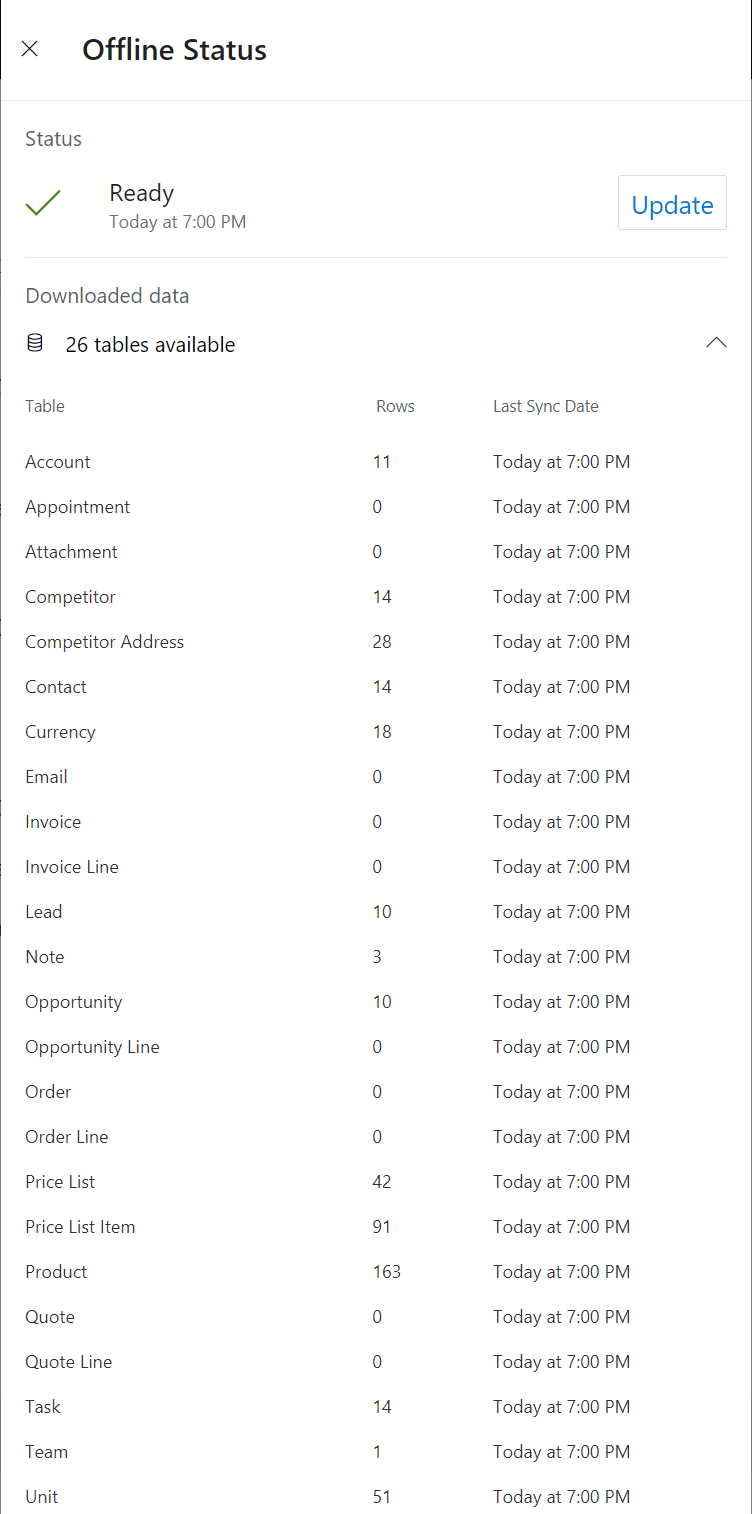 Offline Status
Status
Ready
Update
Today at 7:00 PM
Downloaded data
26 tables available
Table Rows Last Sync Date
Account 11 Today at 7:00 PM
Appointment 0 Today at 7:00 PM
Attachment 0 Today at 7:00 PM
Competitor 14 Today at 7:00 PM
Competitor Address 28 Today at 7:00 PM
Contact 14 Today at 7:00 PM
Currency 18 Today at 7:00 PM
Email 0 Today at 7:00 PM
Invoice 0 Today at 7:00 PM
Invoice Line 0 Today at 7:00 PM
Lead 10 Today at 7:00 PM
Note 3 Today at 7:00 PM
Opportunity 10 Today at 7:00 PM
Opportunity Line 0 Today at 7:00 PM
Order 0 Today at 7:00 PM
Order Line 0 Today at 7:00 PM
Price List 42 Today at 7:00 PM
Price List Item 91 Today at 7:00 PM
Product 163 Today at 7:00 PM
Quote 0 Today at 7:00 PM
Quote Line 0 Today at 7:00 PM
Task 14 Today at 7:00 PM
Team 1 Today at 7:00 PM
Unit 51 Today at 7:00 PM